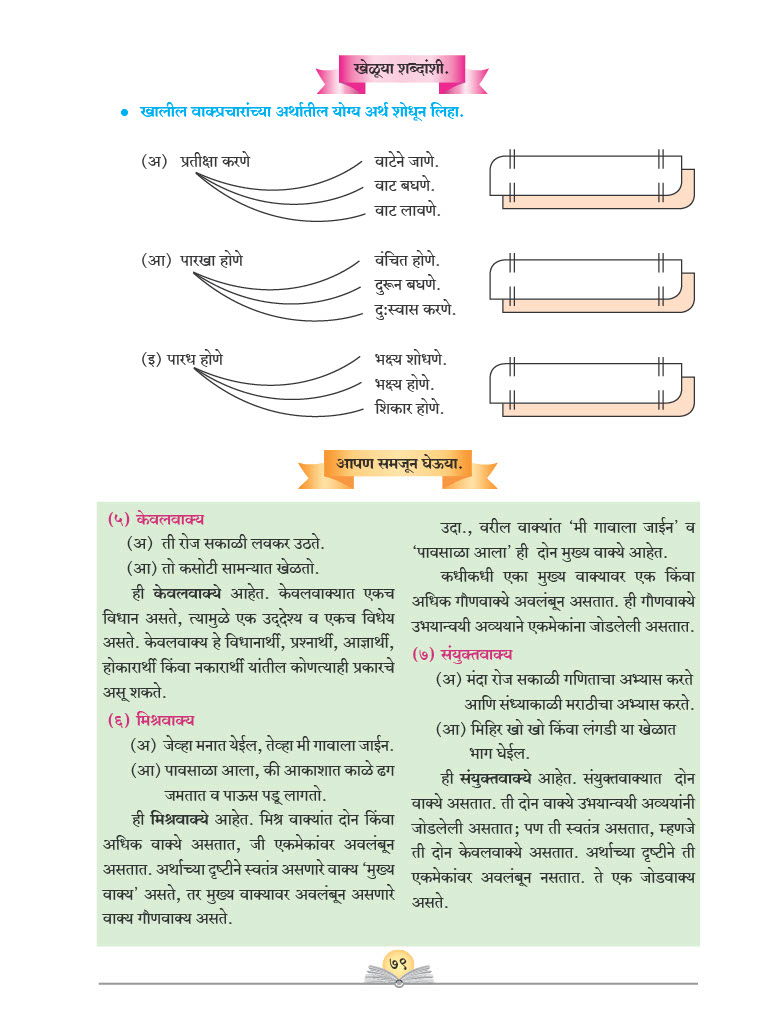 खेळूया शब्दांशी.
● खालील वाक्प्रचारांच्या अर्थातील योग्य अर्थ शोधून लिहा.
(अ) प्रतीक्षा करणे
वाटेने जाणे.
वाट बघणे.
वाट लावणे.
(आ) पारखा होणे
वंचित होणे.
दुरून बघणे.
दु:स्वास करणे.
(इ) पारध होणे
भक्ष्य शोधणे.
भक्ष्य होणे.
शिकार होणे.
आपण समजून घेऊया.
(५) केवलवाक्य
(अ) ती रोज सकाळी लवकर उठते.
(आ) तो कसोटी सामन्यात खेळतो.
ही केवलवाक्ये आहेत. केवलवाक्यात एकच
विधान असते, त्यामुळे एक उद्‌देश्य व एकच विधेय
असते. केवलवाक्य हे विधानार्थी, प्रश्नार्थी, आज्ञार्थी,
होकारार्थी किंवा नकारार्थी यांतील कोणत्याही प्रकारचे
असू शकते.
(६) मिश्रवाक्य
(अ) जेव्हा मनात येईल, तेव्हा मी गावाला जाईन.
(आ) पावसाळा आला, की आकाशात काळे ढग
जमतात व पाऊस पडू लागतो.
ही मिश्रवाक्ये आहेत. मिश्र वाक्यांत दोन किंवा
अधिक वाक्ये असतात, जी एकमेकांवर अवलंबून
असतात. अर्थाच्या दृष्टीने स्वतंत्र असणारे वाक्य ‘मुख्य
वाक्य’ असते, तर मुख्य वाक्यावर अवलंबून असणारे
वाक्य गौणवाक्य असते.
उदा., वरील वाक्यांत ‘मी गावाला जाईन’ व
‘पावसाळा आला’ ही दोन मुख्य वाक्ये आहेत.
कधीकधी एका मुख्य वाक्यावर एक किंवा
अधिक गौणवाक्ये अवलंबून असतात. ही गौणवाक्ये
उभयान्वयी अव्ययाने एकमेकांना जोडलेली असतात.
(७) संयुक्तवाक्य
(अ) मंदा रोज सकाळी गणिताचा अभ्यास करते
आणि संध्याकाळी मराठीचा अभ्यास करते.
(आ) मिहिर खो खो किंवा लंगडी या खेळात
भाग घेईल.
ही संयुक्तवाक्ये आहेत. संयुक्तवाक्यात दोन
वाक्ये असतात. ती दोन वाक्ये उभयान्वयी अव्ययांनी
जोडलेली असतात; पण ती स्वतंत्र असतात, म्हणजे
ती दोन केवलवाक्ये असतात. अर्थाच्या दृष्टीने ती
एकमेकांवर अवलंबून नसतात. ते एक जोडवाक्य
असते.
७९